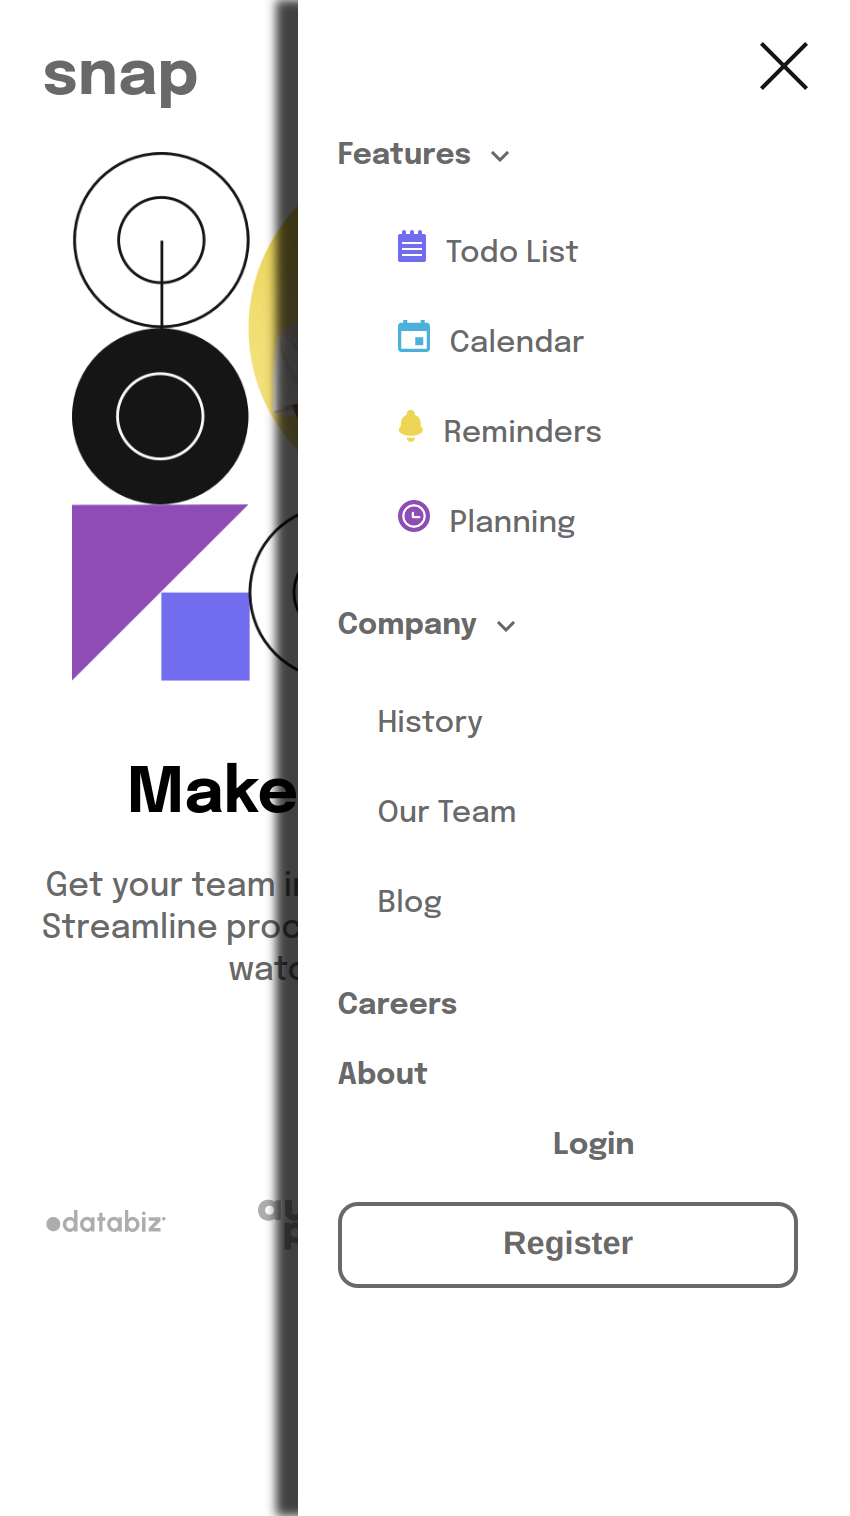 snap
Features
Todo List
Calendar
Reminders
Planning
Company
History
Our Team
Blog
Careers
About
Login
Register
Make
Get your team
Streamline proc
watc
databiz